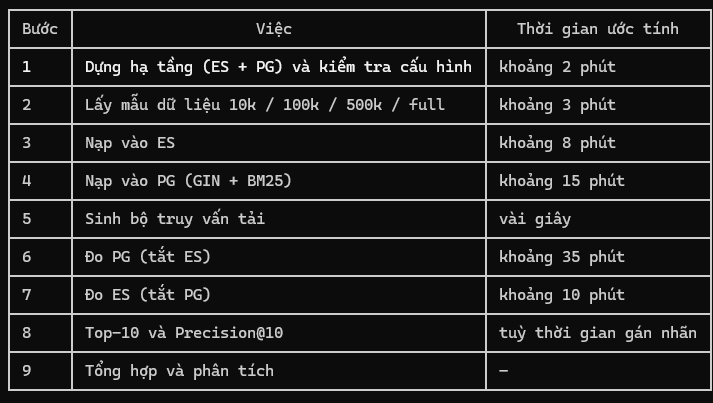 Bước Việc Thời gian ước tính
1 Dựng hạ tầng (ES + PG) và kiểm tra cấu hình khoảng 2 phút
2 Lấy mẫu dữ liệu 10k / 100k / 500k / full khoảng 3 phút
3 Nạp vào ES khoảng 8 phút
4 Nạp vào PG (GIN + BM25) khoảng 15 phút
5 Sinh bộ truy vấn tải vài giây
6 Đo PG (tắt ES) khoảng 35 phút
7 Đo ES (tắt PG) khoảng 10 phút
8 Top-10 và Precision@10 tuỳ thời gian gán nhãn
9 Tổng hợp và phân tích —